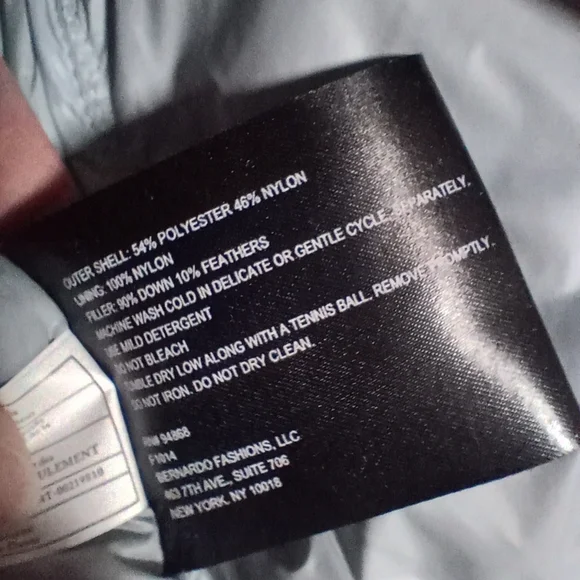 OUTER SHELL: 54% POLYESTER 46% NYLON
LINING: 100% NYLON
FILLER: 90% DOWN 10% FEATHERS
MACHINE WASH COLD IN DELICATE OR GENTLE CYCLE. SEPARATELY.
USE MILD DETERGENT
DO NOT BLEACH
TUMBLE DRY LOW ALONG WITH A TENNIS BALL. REMOVE PROMPTLY.
DO NOT IRON. DO NOT DRY CLEAN.
RN# 94868
F1014
BERNARDO FASHIONS, LLC
463 7TH AVE., SUITE 706
NEW YORK, NY 10018
ULEMENT